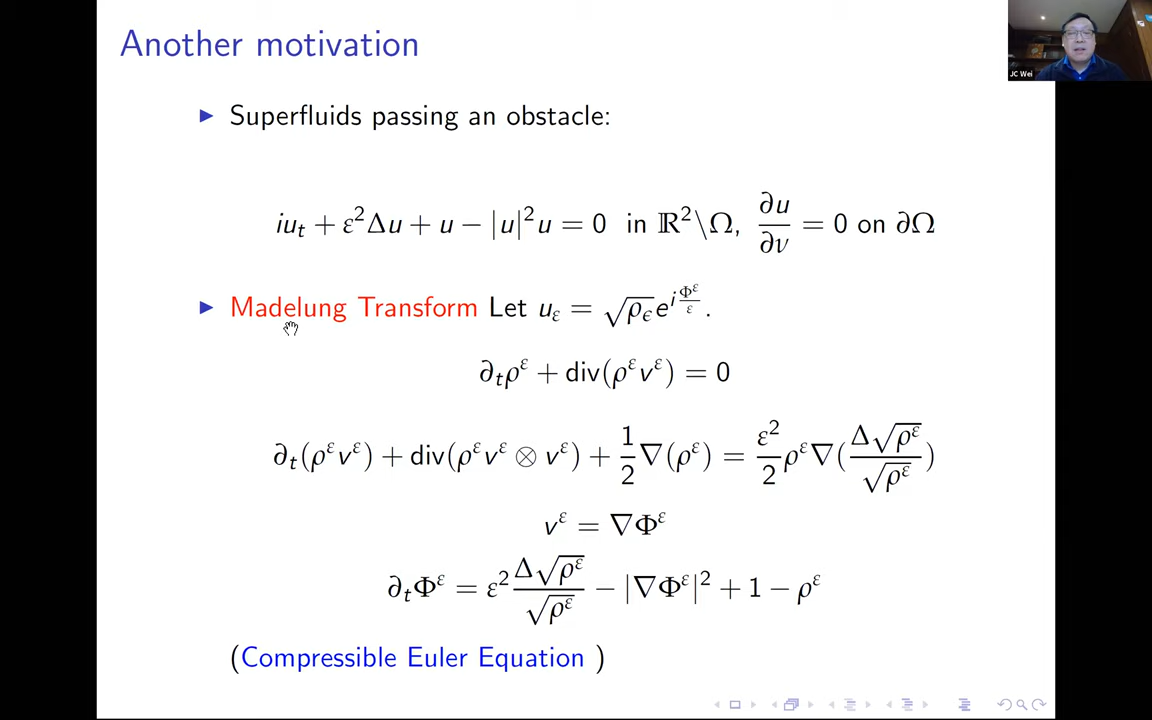 Another motivation
JC Wei
▶ Superfluids passing an obstacle:
iu_t + ε²Δu + u − |u|²u = 0 in ℝ²\Ω, ∂u/∂ν = 0 on ∂Ω
▶ Madelung Transform Let u_ε = √ρ_ϵ e^{i Φ^ε/ε}.
∂_tρ^ε + div(ρ^ε v^ε) = 0
∂_t(ρ^ε v^ε) + div(ρ^ε v^ε ⊗ v^ε) + 1/2 ∇(ρ^ε) = ε²/2 ρ^ε ∇(Δ√ρ^ε/√ρ^ε)
v^ε = ∇Φ^ε
∂_tΦ^ε = ε² Δ√ρ^ε/√ρ^ε − |∇Φ^ε|² + 1 − ρ^ε
(Compressible Euler Equation )